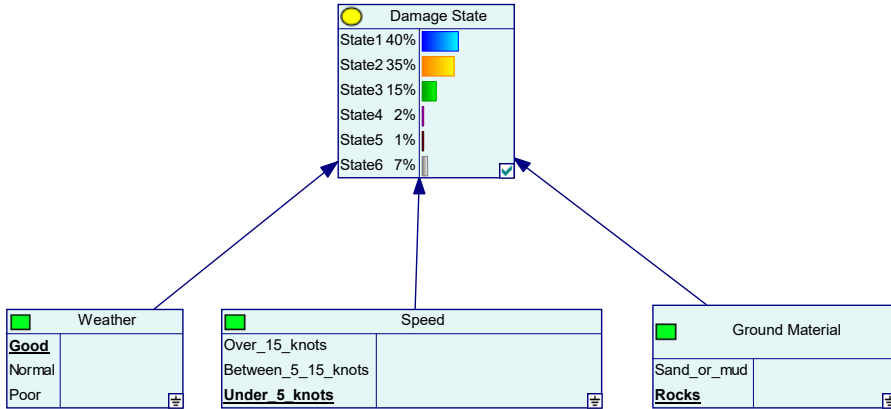 Damage State
State1 40%
State2 35%
State3 15%
State4 2%
State5 1%
State6 7%
Weather
Good
Normal
Poor
Speed
Over_15_knots
Between_5_15_knots
Under_5_knots
Ground Material
Sand_or_mud
Rocks